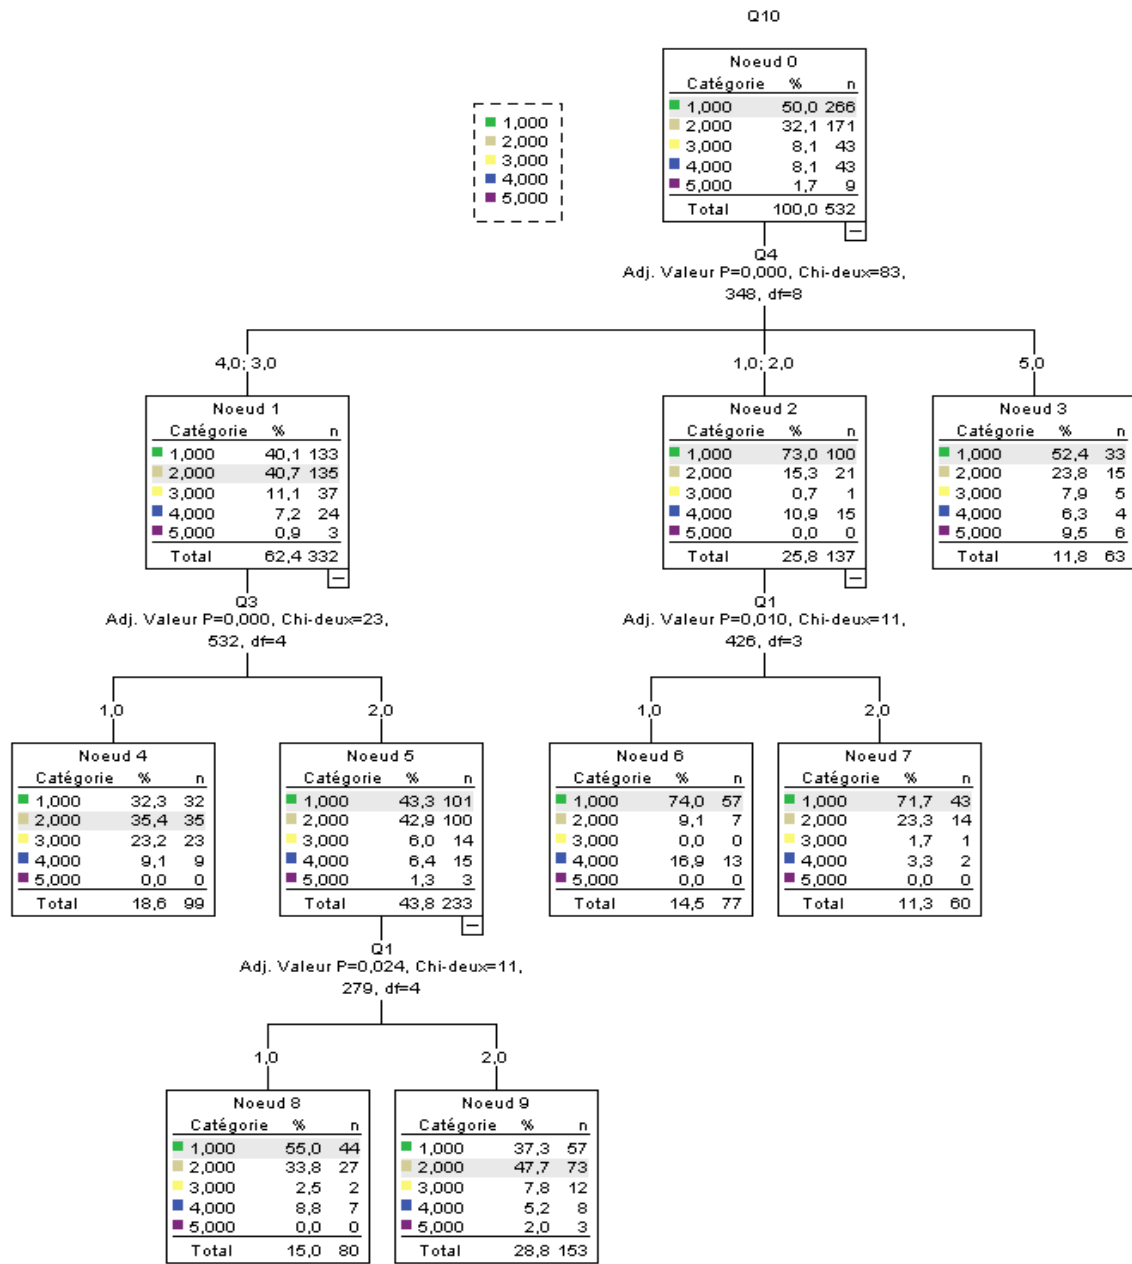 Q10
Noeud 0
Catégorie % n
1,000 50,0 266
2,000 32,1 171
3,000 8,1 43
4,000 8,1 43
5,000 1,7 9
Total 100,0 532
1,000
2,000
3,000
4,000
5,000
Q4
Adj. Valeur P=0,000, Chi-deux=83,
348, df=8
4,0; 3,0
1,0; 2,0
5,0
Noeud 1
Catégorie % n
1,000 40,1 133
2,000 40,7 135
3,000 11,1 37
4,000 7,2 24
5,000 0,9 3
Total 62,4 332
Noeud 2
Catégorie % n
1,000 73,0 100
2,000 15,3 21
3,000 0,7 1
4,000 10,9 15
5,000 0,0 0
Total 25,8 137
Noeud 3
Catégorie % n
1,000 52,4 33
2,000 23,8 15
3,000 7,9 5
4,000 6,3 4
5,000 9,5 6
Total 11,8 63
Q3
Adj. Valeur P=0,000, Chi-deux=23,
532, df=4
Q1
Adj. Valeur P=0,010, Chi-deux=11,
426, df=3
1,0
2,0
1,0
2,0
Noeud 4
Catégorie % n
1,000 32,3 32
2,000 35,4 35
3,000 23,2 23
4,000 9,1 9
5,000 0,0 0
Total 18,6 99
Noeud 5
Catégorie % n
1,000 43,3 101
2,000 42,9 100
3,000 6,0 14
4,000 6,4 15
5,000 1,3 3
Total 43,8 233
Noeud 6
Catégorie % n
1,000 74,0 57
2,000 9,1 7
3,000 0,0 0
4,000 16,9 13
5,000 0,0 0
Total 14,5 77
Noeud 7
Catégorie % n
1,000 71,7 43
2,000 23,3 14
3,000 1,7 1
4,000 3,3 2
5,000 0,0 0
Total 11,3 60
Q1
Adj. Valeur P=0,024, Chi-deux=11,
279, df=4
1,0
2,0
Noeud 8
Catégorie % n
1,000 55,0 44
2,000 33,8 27
3,000 2,5 2
4,000 8,8 7
5,000 0,0 0
Total 15,0 80
Noeud 9
Catégorie % n
1,000 37,3 57
2,000 47,7 73
3,000 7,8 12
4,000 5,2 8
5,000 2,0 3
Total 28,8 153